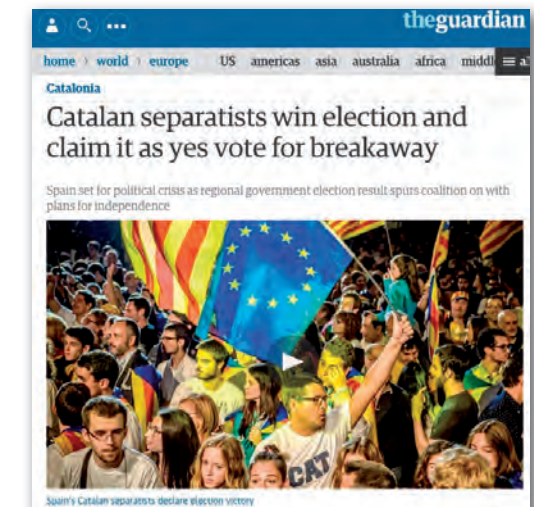 theguardian
home › world › europe US americas asia australia africa middl ≡ a
Catalonia
Catalan separatists win election and
claim it as yes vote for breakaway
Spain set for political crisis as regional government election result spurs coalition on with
plans for independence
CAT
Spain's Catalan separatists declare election victory